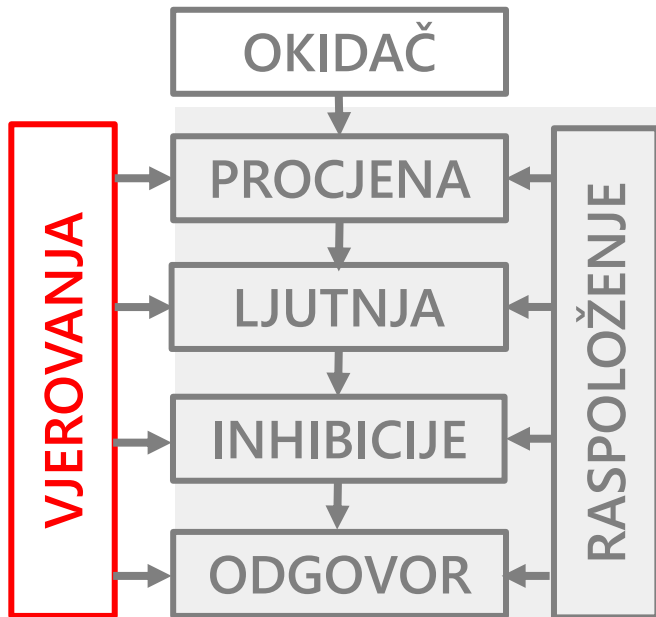 OKIDAČ
VJEROVANJA
PROCJENA
LJUTNJA
INHIBICIJE
ODGOVOR
RASPOLOŽENJE